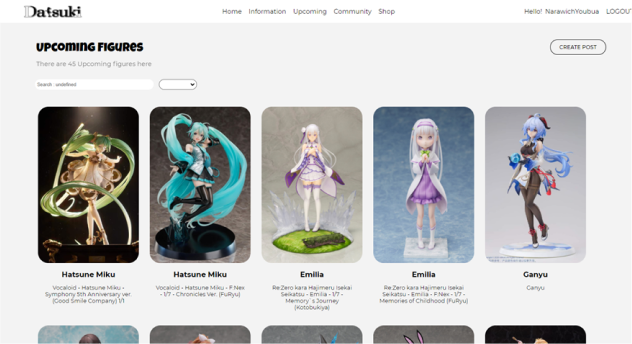 Datsuki
Home Information Upcoming Community Shop
Hello! NarawichYoubua LOGOUT
Upcoming Figures
CREATE POST
There are 45 Upcoming figures here
Search : undefined
Hatsune Miku
Vocaloid - Hatsune Miku -
Symphony 5th Anniversary ver.
(Good Smile Company) 1/1
Hatsune Miku
Vocaloid - Hatsune Miku - F:Nex
- 1/7 - Chronicles Ver. (FuRyu)
Emilia
Re:Zero kara Hajimeru Isekai
Seikatsu - Emilia - 1/7 -
Memory`s Journey
(Kotobukiya)
Emilia
Re:Zero kara Hajimeru Isekai
Seikatsu - Emilia - F:Nex - 1/7 -
Memories of Childhood (FuRyu)
Ganyu
Ganyu